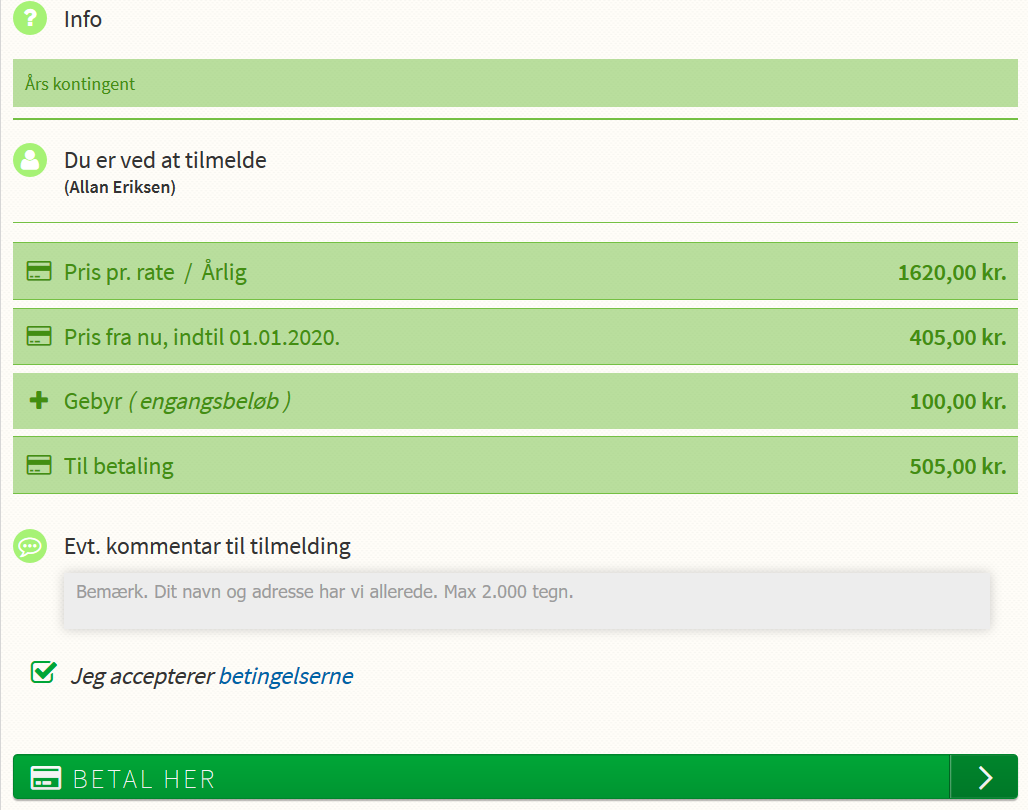 Info
Års kontingent
Du er ved at tilmelde
(Allan Eriksen)
Pris pr. rate / Årlig 1620,00 kr.
Pris fra nu, indtil 01.01.2020. 405,00 kr.
Gebyr ( engangsbeløb ) 100,00 kr.
Til betaling 505,00 kr.
Evt. kommentar til tilmelding
Bemærk. Dit navn og adresse har vi allerede. Max 2.000 tegn.
Jeg accepterer betingelserne
BETAL HER